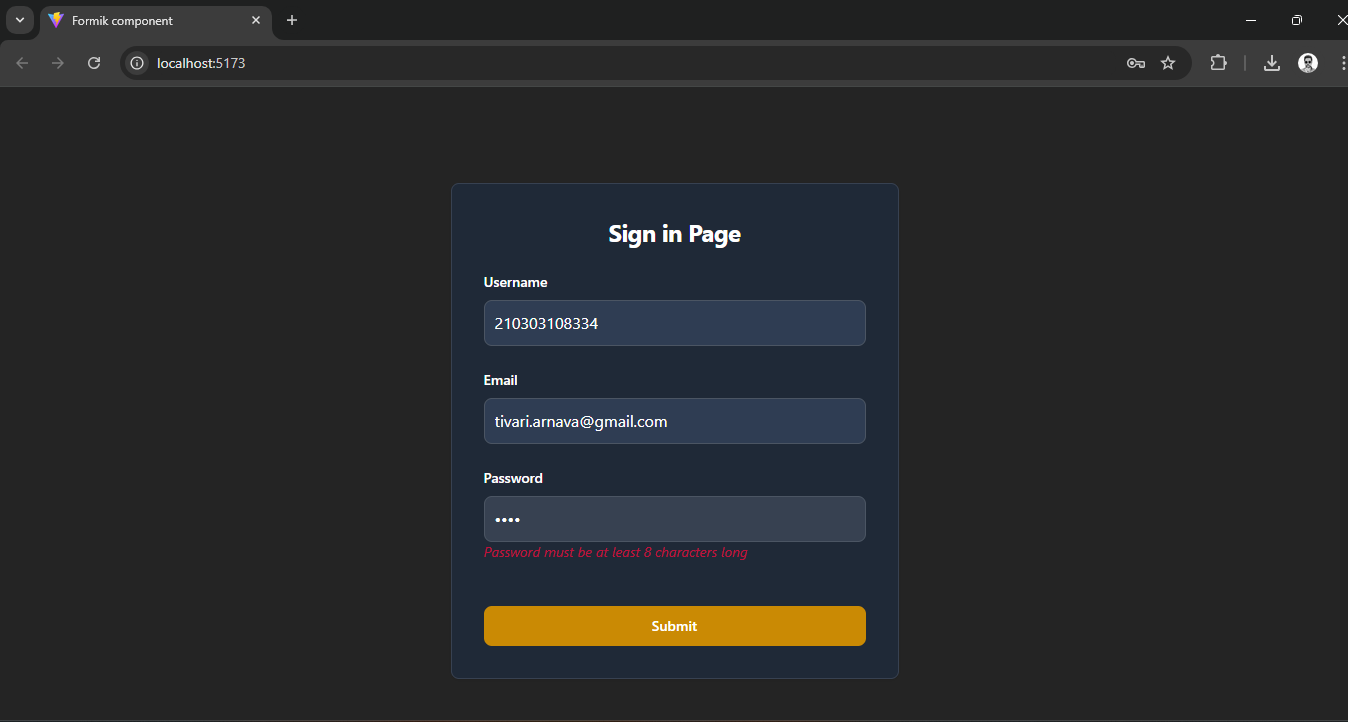 Formik component
localhost:5173
Sign in Page
Username
210303108334
Email
tivari.arnava@gmail.com
Password
••••
Password must be at least 8 characters long
Submit